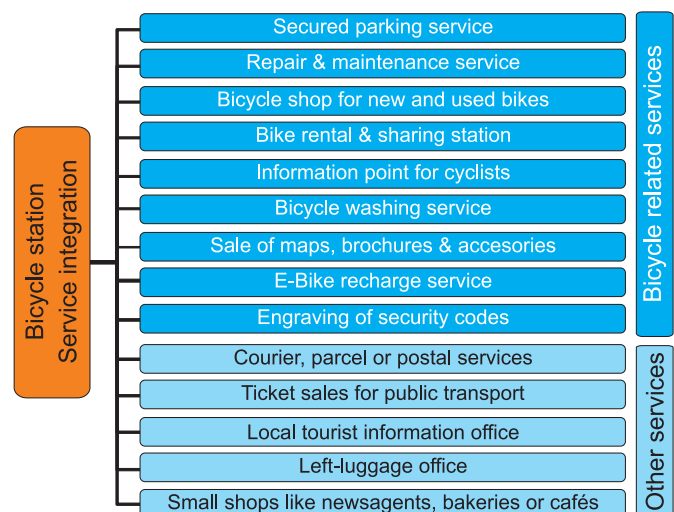 Bicycle station
Service integration
Secured parking service
Repair & maintenance service
Bicycle shop for new and used bikes
Bike rental & sharing station
Information point for cyclists
Bicycle washing service
Sale of maps, brochures & accesories
E-Bike recharge service
Engraving of security codes
Bicycle related services
Courier, parcel or postal services
Ticket sales for public transport
Local tourist information office
Left-luggage office
Small shops like newsagents, bakeries or cafés
Other services